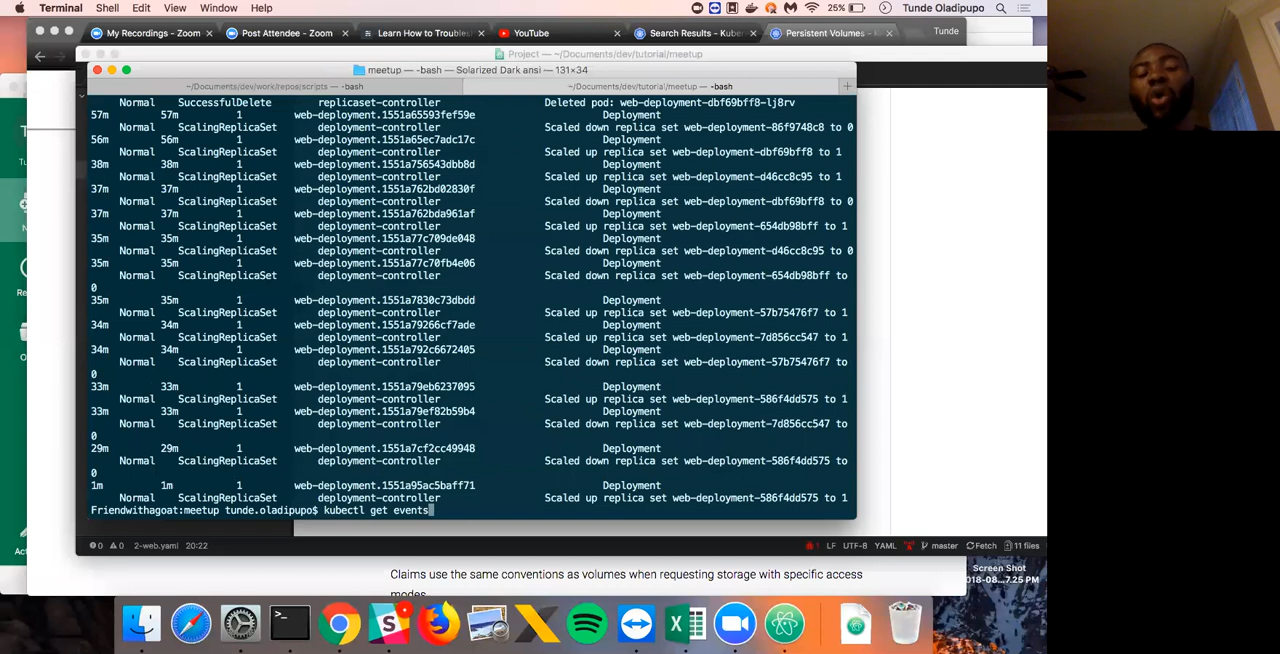 Terminal Shell Edit View Window Help 25% Tunde Oladipupo
My Recordings - Zoom Post Attendee - Zoom Learn How to Troubles YouTube Search Results - Kuber Persistent Volumes - Kube Tunde
Project — ~/Documents/dev/tutorial/meetup
meetup — -bash — Solarized Dark ansi — 131×34
~/Documents/dev/work/repos/scripts — -bash ~/Documents/dev/tutorial/meetup — -bash +
Normal SuccessfulDelete replicaset-controller Deleted pod: web-deployment-dbf69bff8-lj8rv
57m 57m 1 web-deployment.1551a65593fef59e Deployment
Normal ScalingReplicaSet deployment-controller Scaled down replica set web-deployment-86f9748c8 to 0
56m 56m 1 web-deployment.1551a65ec7adc17c Deployment
Normal ScalingReplicaSet deployment-controller Scaled up replica set web-deployment-dbf69bff8 to 1
38m 38m 1 web-deployment.1551a756543dbb8d Deployment
Normal ScalingReplicaSet deployment-controller Scaled up replica set web-deployment-d46cc8c95 to 1
37m 37m 1 web-deployment.1551a762bd02830f Deployment
Normal ScalingReplicaSet deployment-controller Scaled down replica set web-deployment-dbf69bff8 to 0
37m 37m 1 web-deployment.1551a762bda961af Deployment
Normal ScalingReplicaSet deployment-controller Scaled up replica set web-deployment-654db98bff to 1
35m 35m 1 web-deployment.1551a77c709de048 Deployment
Normal ScalingReplicaSet deployment-controller Scaled down replica set web-deployment-d46cc8c95 to 0
35m 35m 1 web-deployment.1551a77c70fb4e06 Deployment
Normal ScalingReplicaSet deployment-controller Scaled down replica set web-deployment-654db98bff to
0
35m 35m 1 web-deployment.1551a7830c73dbdd Deployment
Normal ScalingReplicaSet deployment-controller Scaled up replica set web-deployment-57b75476f7 to 1
34m 34m 1 web-deployment.1551a79266cf7ade Deployment
Normal ScalingReplicaSet deployment-controller Scaled up replica set web-deployment-7d856cc547 to 1
34m 34m 1 web-deployment.1551a792c6672405 Deployment
Normal ScalingReplicaSet deployment-controller Scaled down replica set web-deployment-57b75476f7 to
0
33m 33m 1 web-deployment.1551a79eb6237095 Deployment
Normal ScalingReplicaSet deployment-controller Scaled up replica set web-deployment-586f4dd575 to 1
33m 33m 1 web-deployment.1551a79ef82b59b4 Deployment
Normal ScalingReplicaSet deployment-controller Scaled down replica set web-deployment-7d856cc547 to
0
29m 29m 1 web-deployment.1551a7cf2cc49948 Deployment
Normal ScalingReplicaSet deployment-controller Scaled down replica set web-deployment-586f4dd575 to
0
1m 1m 1 web-deployment.1551a95ac5baff71 Deployment
Normal ScalingReplicaSet deployment-controller Scaled up replica set web-deployment-586f4dd575 to 1
Friendwithagoat:meetup tunde.oladipupo$ kubectl get events
0 0 2-web.yaml 20:22 LF UTF-8 YAML master Fetch 11 files
Claims use the same conventions as volumes when requesting storage with specific access
modes.
Screen Shot
2018-08...7.25 PM